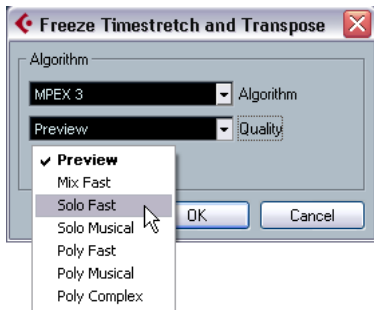 Freeze Timestretch and Transpose
Algorithm
MPEX 3 Algorithm
Preview Quality
Preview
Mix Fast
Solo Fast
Solo Musical
OK Cancel
Poly Fast
Poly Musical
Poly Complex